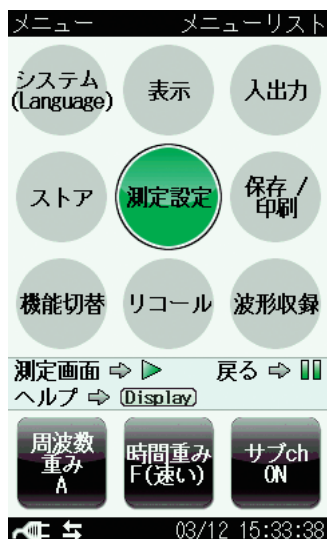 メニュー メニューリスト
システム 表示 入出力
(Language)
ストア 測定設定 保存 /
印刷
機能切替 リコール 波形収録
測定画面 ⇨ ▷ 戻る ⇨ ▯▯
ヘルプ ⇨ (Display)
周波数
重み
A
時間重み
F(速い)
サブch
ON
03/12 15:33:38